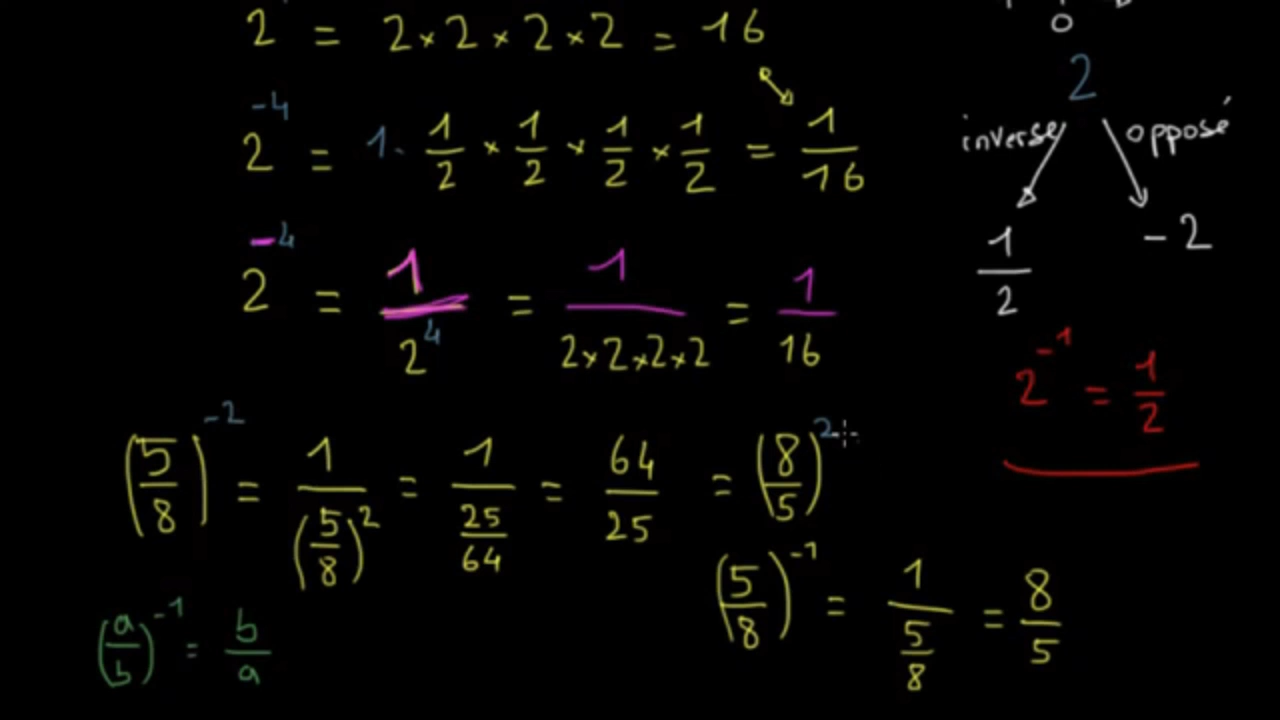 2 = 2×2×2×2 = 16
0
2
inverse opposé
2⁻⁴ = 1· 1/2 × 1/2 × 1/2 × 1/2 = 1/16
1/2 -2
2⁻⁴ = 1/2⁴ = 1/(2×2×2×2) = 1/16
2⁻¹ = 1/2
(5/8)⁻² = 1/(5/8)² = 1/(25/64) = 64/25 = (8/5)²
(5/8)⁻¹ = 1/(5/8) = 8/5
(a/b)⁻¹ = b/a